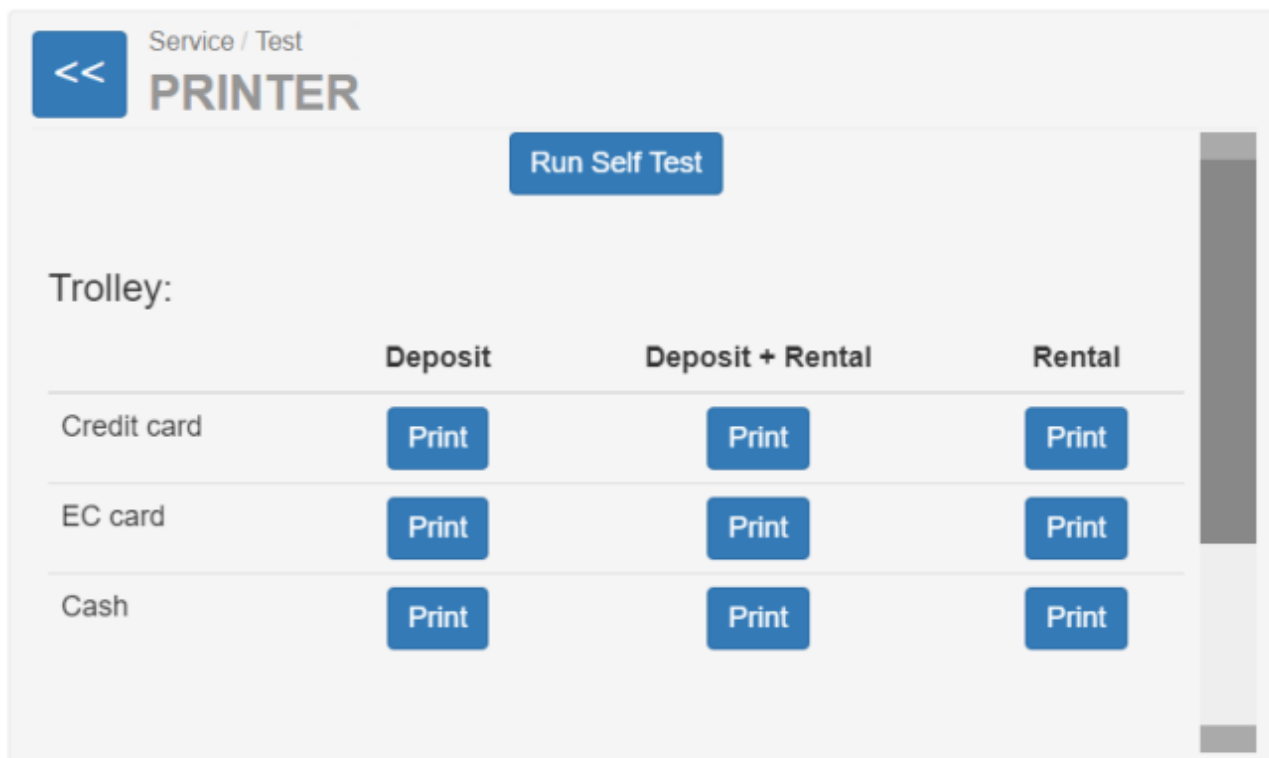 <<
Service / Test
PRINTER
Run Self Test
Trolley:
Deposit Deposit + Rental Rental
Credit card Print Print Print
EC card Print Print Print
Cash Print Print Print